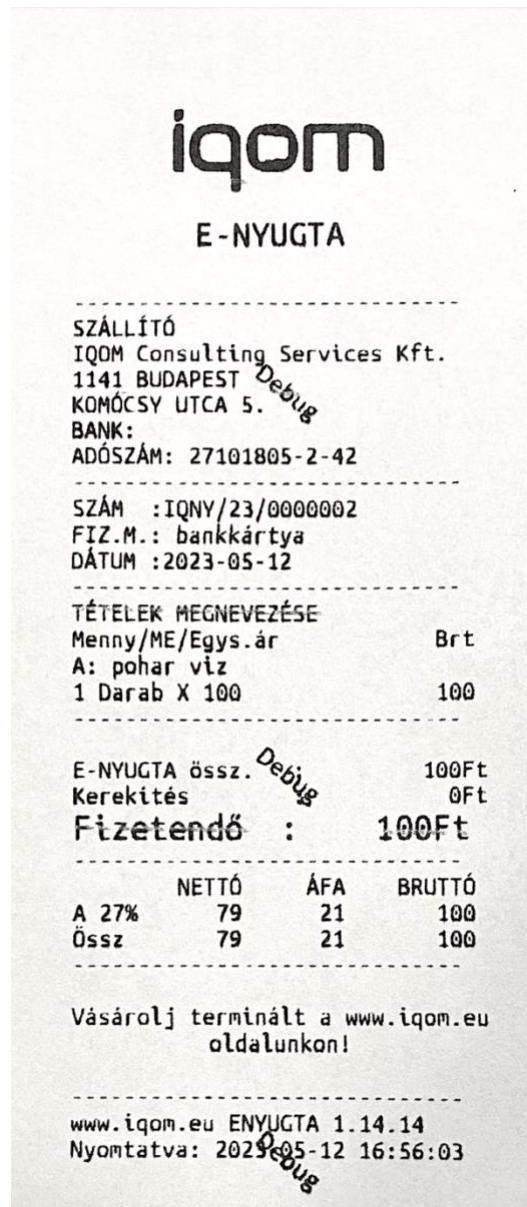 iqom
E-NYUGTA
SZÁLLÍTÓ
IQOM Consulting Services Kft.
1141 BUDAPEST
Debug
KOMÓCSY UTCA 5.
BANK:
ADÓSZÁM: 27101805-2-42
SZÁM :IQNY/23/0000002
FIZ.M.: bankkártya
DÁTUM :2023-05-12
TÉTELEK MEGNEVEZÉSE
Menny/ME/Egys.ár Brt
A: pohar viz
1 Darab X 100 100
E-NYUGTA össz. 100Ft
Debug
Kerekítés 0Ft
Fizetendő : 100Ft
NETTÓ ÁFA BRUTTÓ
A 27% 79 21 100
Össz 79 21 100
Vásárolj terminált a www.iqom.eu
oldalunkon!
www.iqom.eu ENYUGTA 1.14.14
Nyomtatva: 2023-05-12 16:56:03
Debug